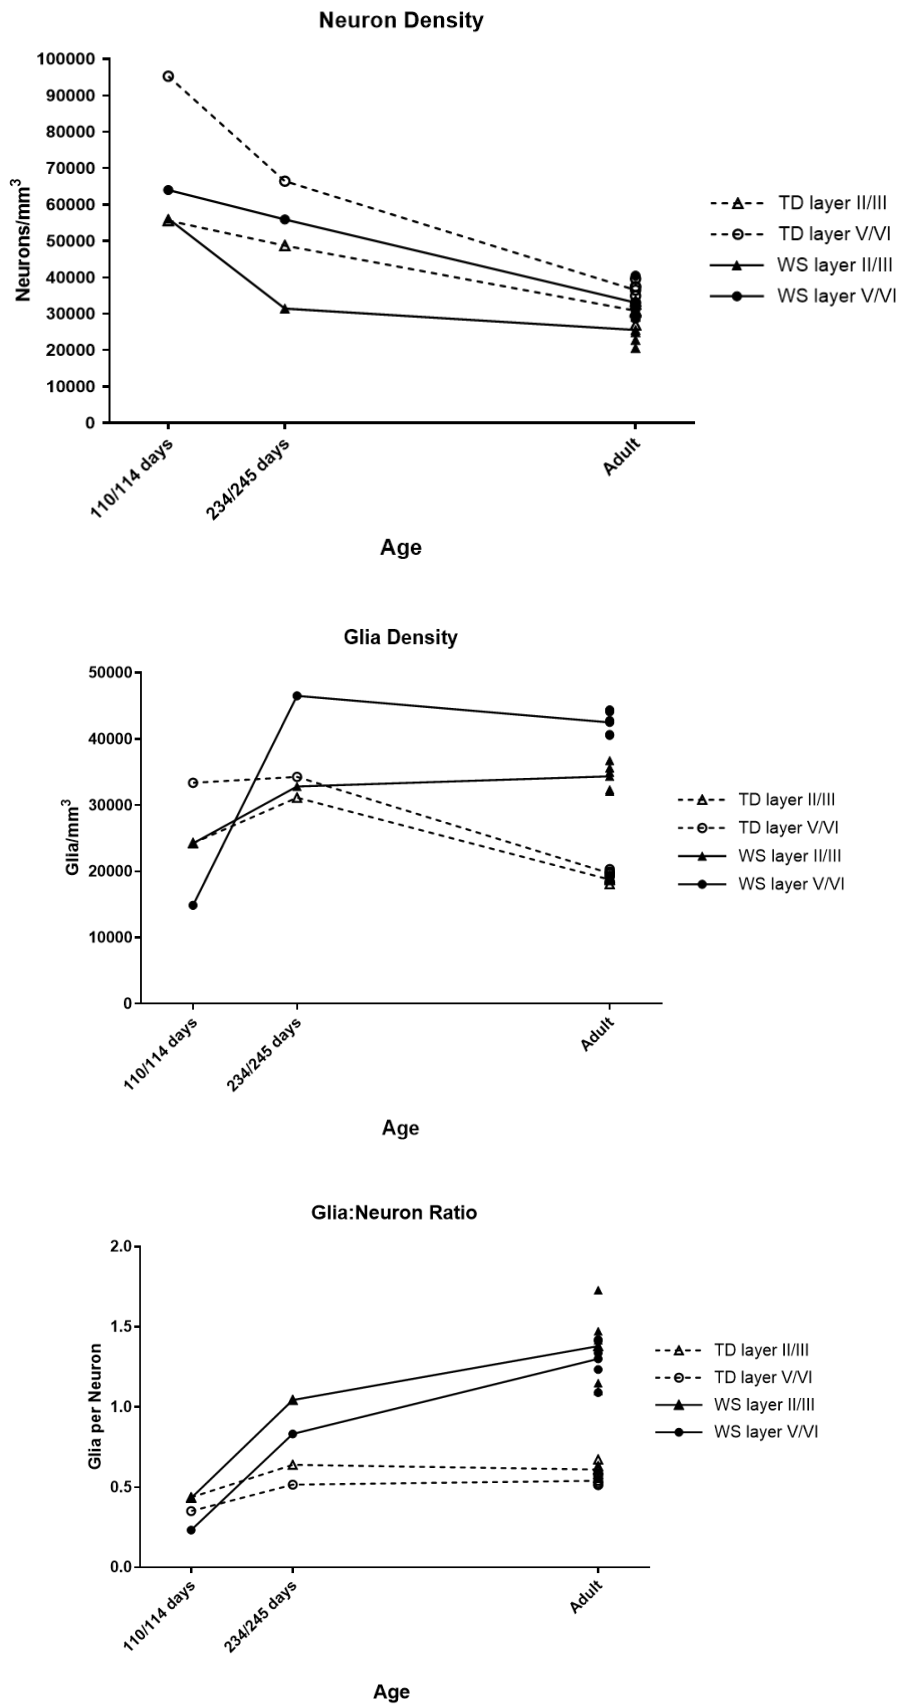 Neuron Density
100000
90000
80000
70000
60000
50000
40000
30000
20000
10000
0
Neurons/mm³
110/114 days
234/245 days
Adult
Age
TD layer II/III
TD layer V/VI
WS layer II/III
WS layer V/VI
Glia Density
50000
40000
30000
20000
10000
0
Glia/mm³
110/114 days
234/245 days
Adult
Age
TD layer II/III
TD layer V/VI
WS layer II/III
WS layer V/VI
Glia:Neuron Ratio
2.0
1.5
1.0
0.5
0.0
Glia per Neuron
110/114 days
234/245 days
Adult
Age
TD layer II/III
TD layer V/VI
WS layer II/III
WS layer V/VI